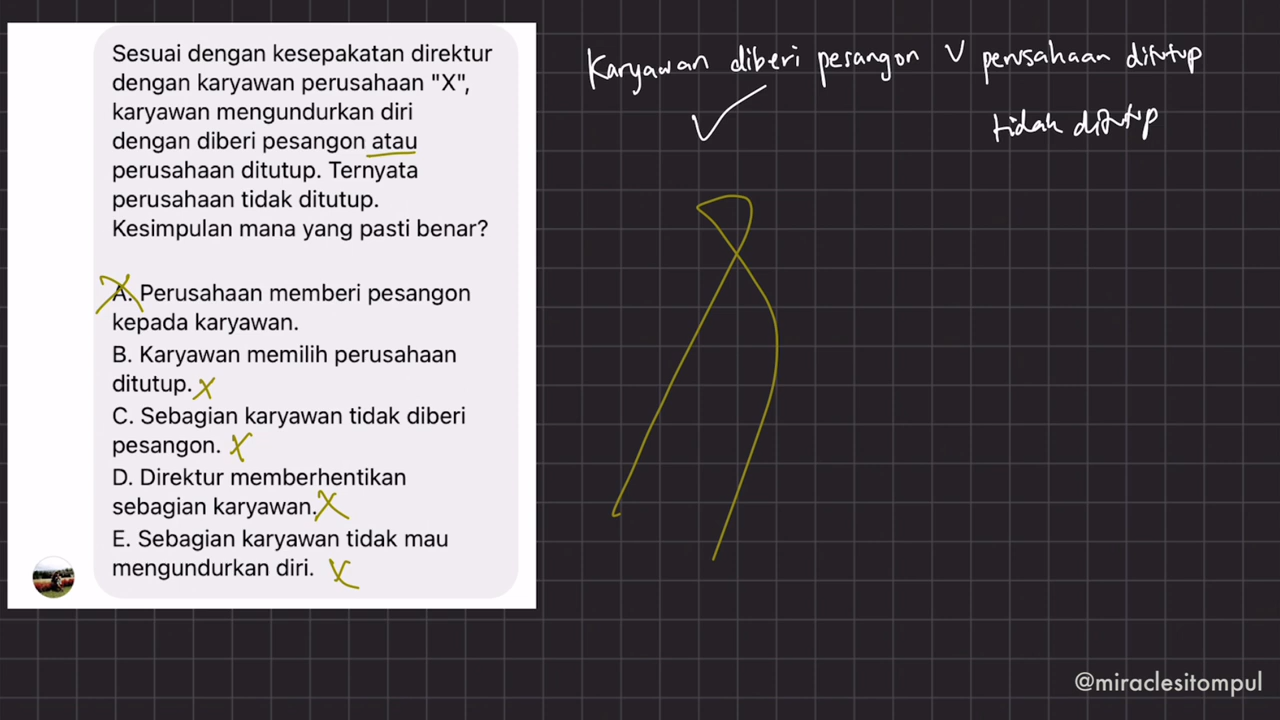 Sesuai dengan kesepakatan direktur
dengan karyawan perusahaan "X",
karyawan mengundurkan diri
dengan diberi pesangon atau
perusahaan ditutup. Ternyata
perusahaan tidak ditutup.
Kesimpulan mana yang pasti benar?
A. Perusahaan memberi pesangon
kepada karyawan.
B. Karyawan memilih perusahaan
ditutup. x
C. Sebagian karyawan tidak diberi
pesangon. x
D. Direktur memberhentikan
sebagian karyawan. x
E. Sebagian karyawan tidak mau
mengundurkan diri. x
Karyawan diberi pesangon V perusahaan ditutup
tidak ditutup
@miraclesitompul